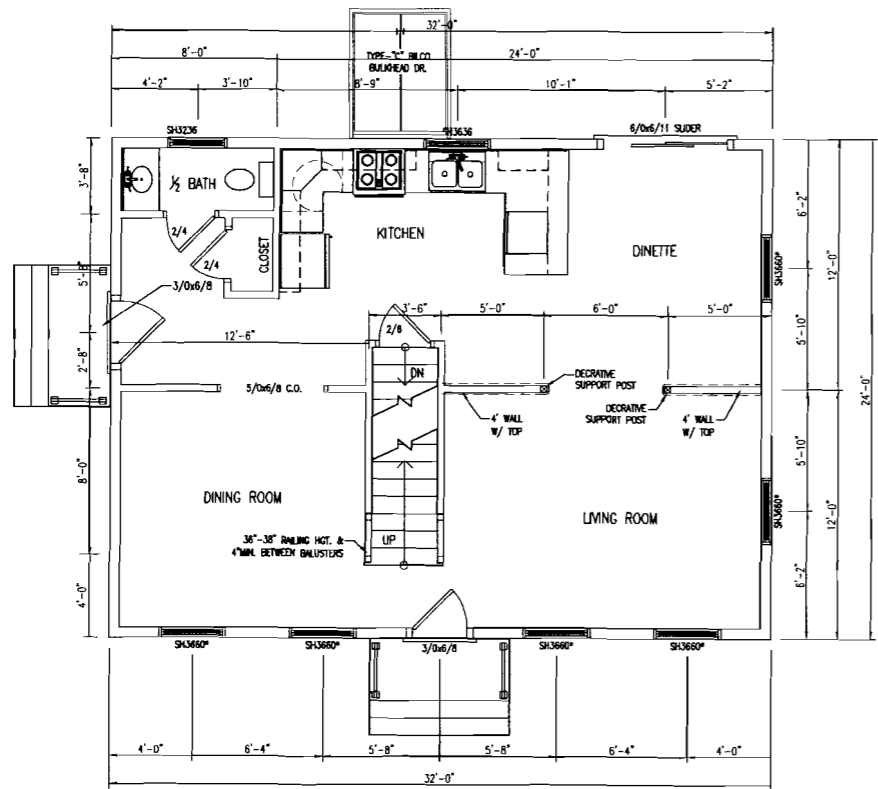 32'-0"
TYPE-"C" BILCO
BULKHEAD DR.
8'-0"
24'-0"
4'-2"
3'-10"
8'-9"
10'-1"
5'-2"
SH3236
SH3636
6/0x6/11 SLIDER
3'-8"
1/2 BATH
2/4
2/4
CLOSET
KITCHEN
DINETTE
6'-2"
12'-0"
SH3660*
5'-8"
3/0x6/8
12'-6"
3'-6"
5'-0"
6'-0"
5'-0"
5'-10"
2/6
2'-8"
DN
DECRATIVE
SUPPORT POST
5/0x6/8 C.O.
4' WALL
W/ TOP
DECRATIVE
SUPPORT POST
4' WALL
W/ TOP
24'-0"
5'-10"
8'-0"
DINING ROOM
LIVING ROOM
SH3660*
12'-0"
36"-38" RAILING HGT. &
4"MIN. BETWEEN BALUSTERS
UP
6'-2"
4'-0"
SH3660*
SH3660*
3/0x6/8
SH3660*
SH3660*
4'-0"
6'-4"
5'-8"
5'-8"
6'-4"
4'-0"
32'-0"